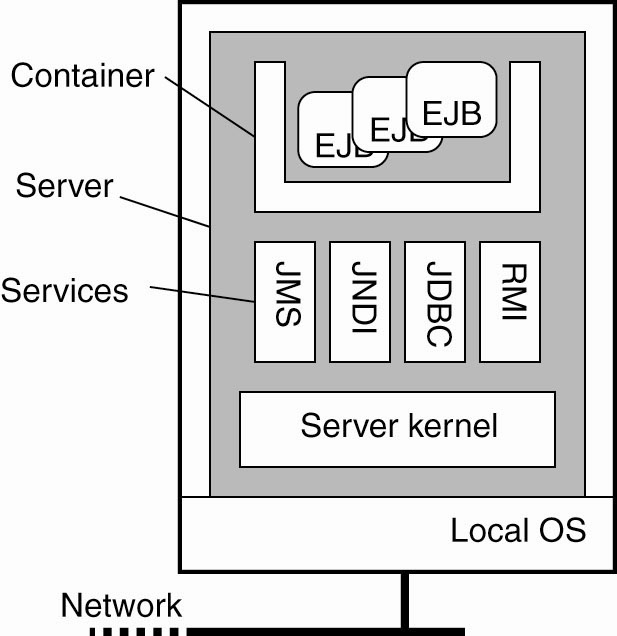 Container
EJB
EJB
EJB
Server
Services
JMS
JNDI
JDBC
RMI
Server kernel
Local OS
Network